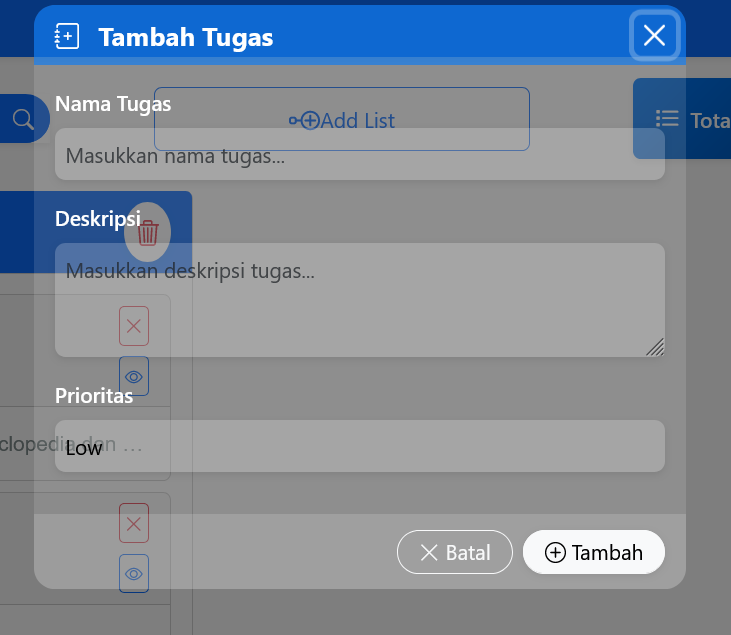 Tambah Tugas
Nama Tugas
Add List
Tota
Masukkan nama tugas...
Deskripsi
Masukkan deskripsi tugas...
Prioritas
clopedia dan ...
Low
Batal
Tambah